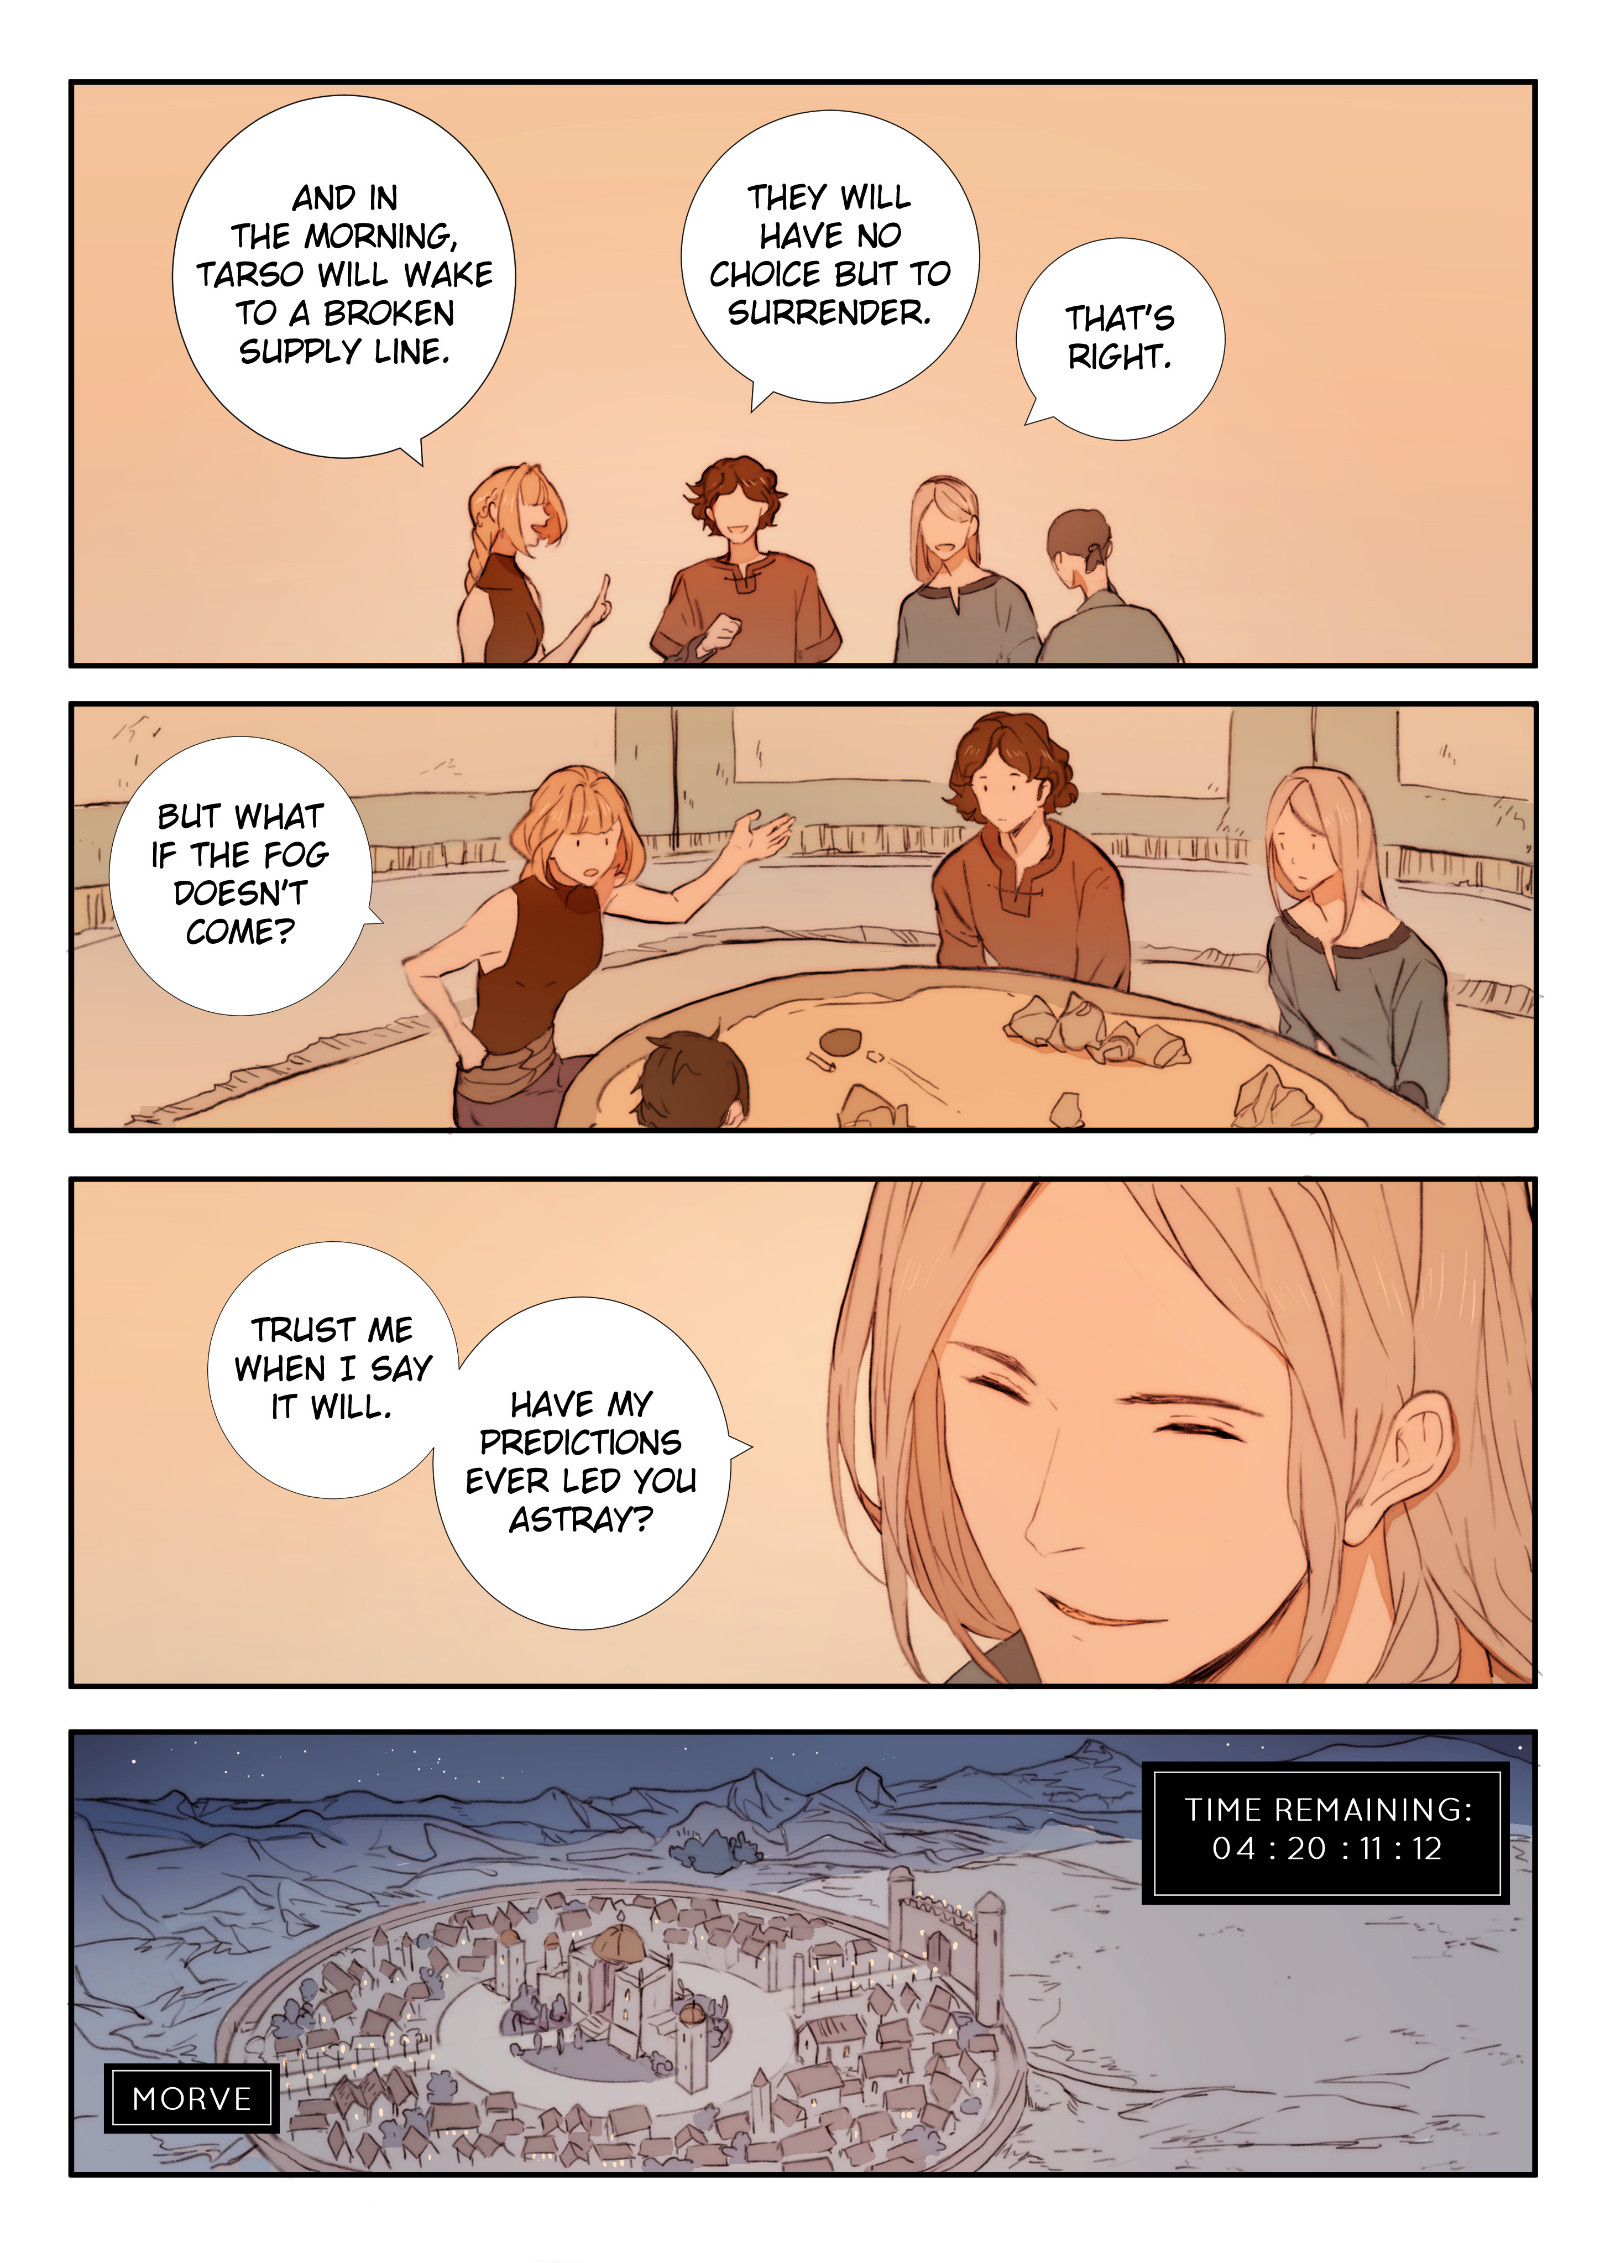 AND IN
THE MORNING,
TARSO WILL WAKE
TO A BROKEN
SUPPLY LINE.
THEY WILL
HAVE NO
CHOICE BUT TO
SURRENDER.
THAT'S
RIGHT.
BUT WHAT
IF THE FOG
DOESN'T
COME?
TRUST ME
WHEN I SAY
IT WILL.
HAVE MY
PREDICTIONS
EVER LED YOU
ASTRAY?
TIME REMAINING:
04 : 20 : 11 : 12
MORVE